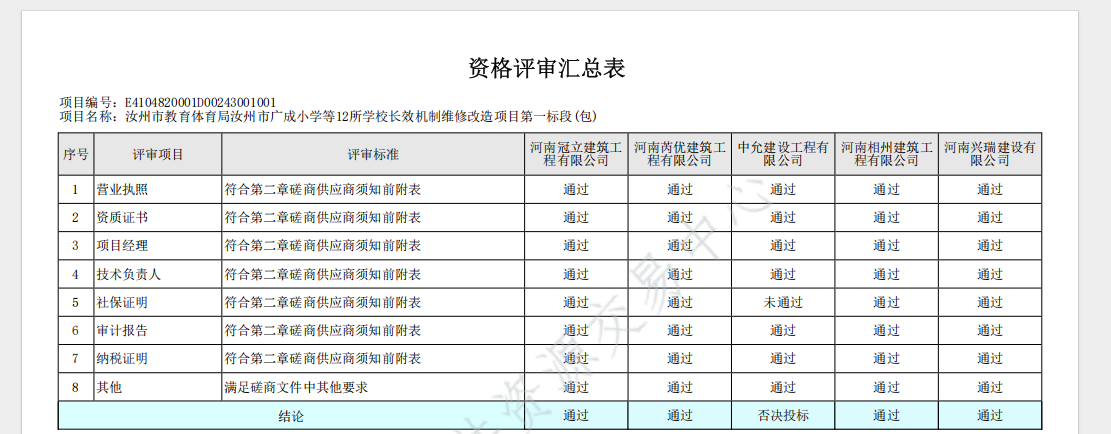 资格评审汇总表
项目编号：E4104820001D00243001001
项目名称：汝州市教育体育局汝州市广成小学等12所学校长效机制维修改造项目第一标段(包)
序号 评审项目 评审标准 河南冠立建筑工程有限公司 河南芮优建筑工程有限公司 中允建设工程有限公司 河南相州建筑工程有限公司 河南兴瑞建设有限公司
1 营业执照 符合第二章磋商供应商须知前附表 通过 通过 通过 通过 通过
2 资质证书 符合第二章磋商供应商须知前附表 通过 通过 通过 通过 通过
3 项目经理 符合第二章磋商供应商须知前附表 通过 通过 通过 通过 通过
4 技术负责人 符合第二章磋商供应商须知前附表 通过 通过 通过 通过 通过
5 社保证明 符合第二章磋商供应商须知前附表 通过 通过 未通过 通过 通过
6 审计报告 符合第二章磋商供应商须知前附表 通过 通过 通过 通过 通过
7 纳税证明 符合第二章磋商供应商须知前附表 通过 通过 通过 通过 通过
8 其他 满足磋商文件中其他要求 通过 通过 通过 通过 通过
结论 通过 通过 否决投标 通过 通过
资源交易中心